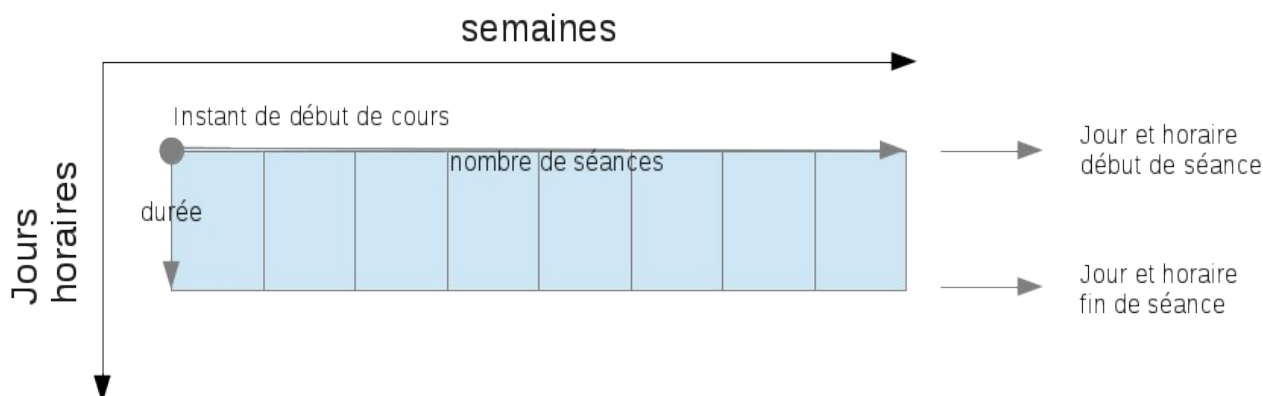 semaines
Instant de début de cours
nombre de séances
durée
Jours
horaires
Jour et horaire
début de séance
Jour et horaire
fin de séance